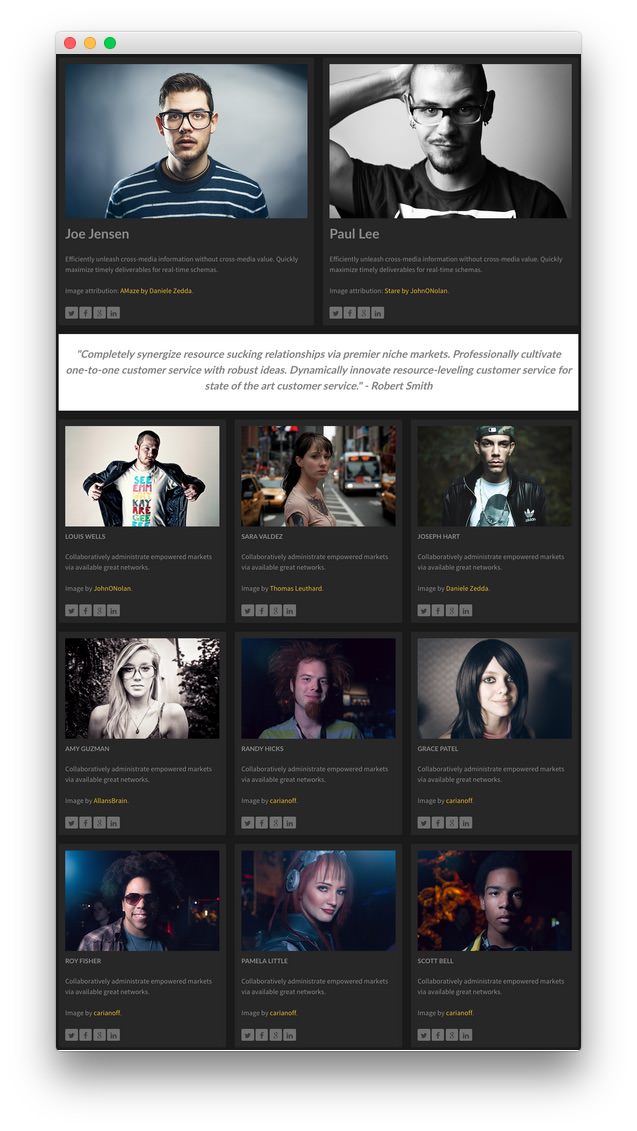 Joe Jensen
Efficiently unleash cross-media information without cross-media value. Quickly
maximize timely deliverables for real-time schemas.
Image attribution: AMaze by Daniele Zedda.
Paul Lee
Efficiently unleash cross-media information without cross-media value. Quickly
maximize timely deliverables for real-time schemas.
Image attribution: Stare by JohnONolan.
"Completely synergize resource sucking relationships via premier niche markets. Professionally cultivate
one-to-one customer service with robust ideas. Dynamically innovate resource-leveling customer service for
state of the art customer service." - Robert Smith
SEE
EMM
KAY
ARE
GEE
LOUIS WELLS
Collaboratively administrate empowered markets
via available great networks.
Image by JohnONolan.
SARA VALDEZ
Collaboratively administrate empowered markets
via available great networks.
Image by Thomas Leuthard.
adidas
JOSEPH HART
Collaboratively administrate empowered markets
via available great networks.
Image by Daniele Zedda.
AMY GUZMAN
Collaboratively administrate empowered markets
via available great networks.
Image by AllansBrain.
RANDY HICKS
Collaboratively administrate empowered markets
via available great networks.
Image by carianoff.
GRACE PATEL
Collaboratively administrate empowered markets
via available great networks.
Image by carianoff.
ROY FISHER
Collaboratively administrate empowered markets
via available great networks.
Image by carianoff.
PAMELA LITTLE
Collaboratively administrate empowered markets
via available great networks.
Image by carianoff.
SCOTT BELL
Collaboratively administrate empowered markets
via available great networks.
Image by carianoff.